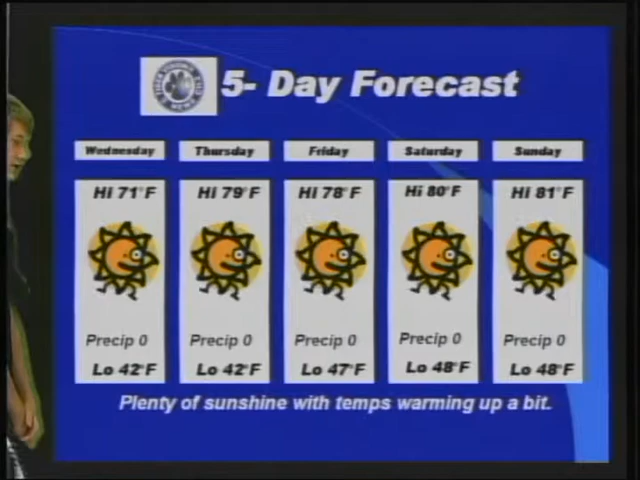 5- Day Forecast
Wednesday Thursday Friday Saturday Sunday
Hi 71°F Hi 79°F Hi 78°F Hi 80°F Hi 81°F
Precip 0 Precip 0 Precip 0 Precip 0 Precip 0
Lo 42°F Lo 42°F Lo 47°F Lo 48°F Lo 48°F
Plenty of sunshine with temps warming up a bit.